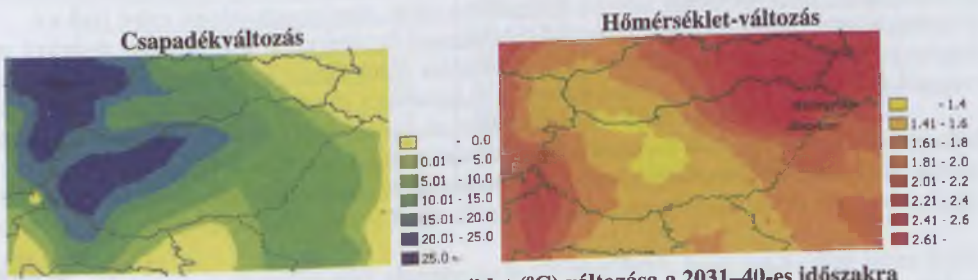 Csapadékváltozás
- 0.0
0.01 - 5.0
5.01 - 10.0
10.01 - 15.0
15.01 - 20.0
20.01 - 25.0
25.0 -
Hőmérséklet-változás
- 1.4
1.41 - 1.6
1.61 - 1.8
1.81 - 2.0
2.01 - 2.2
2.21 - 2.4
2.41 - 2.6
2.61 -
(°C) változása a 2031–40-es időszakra